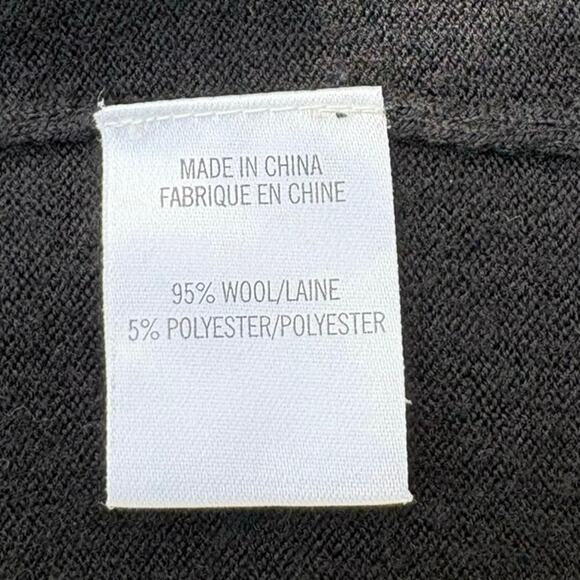 MADE IN CHINA
FABRIQUE EN CHINE
95% WOOL/LAINE
5% POLYESTER/POLYESTER